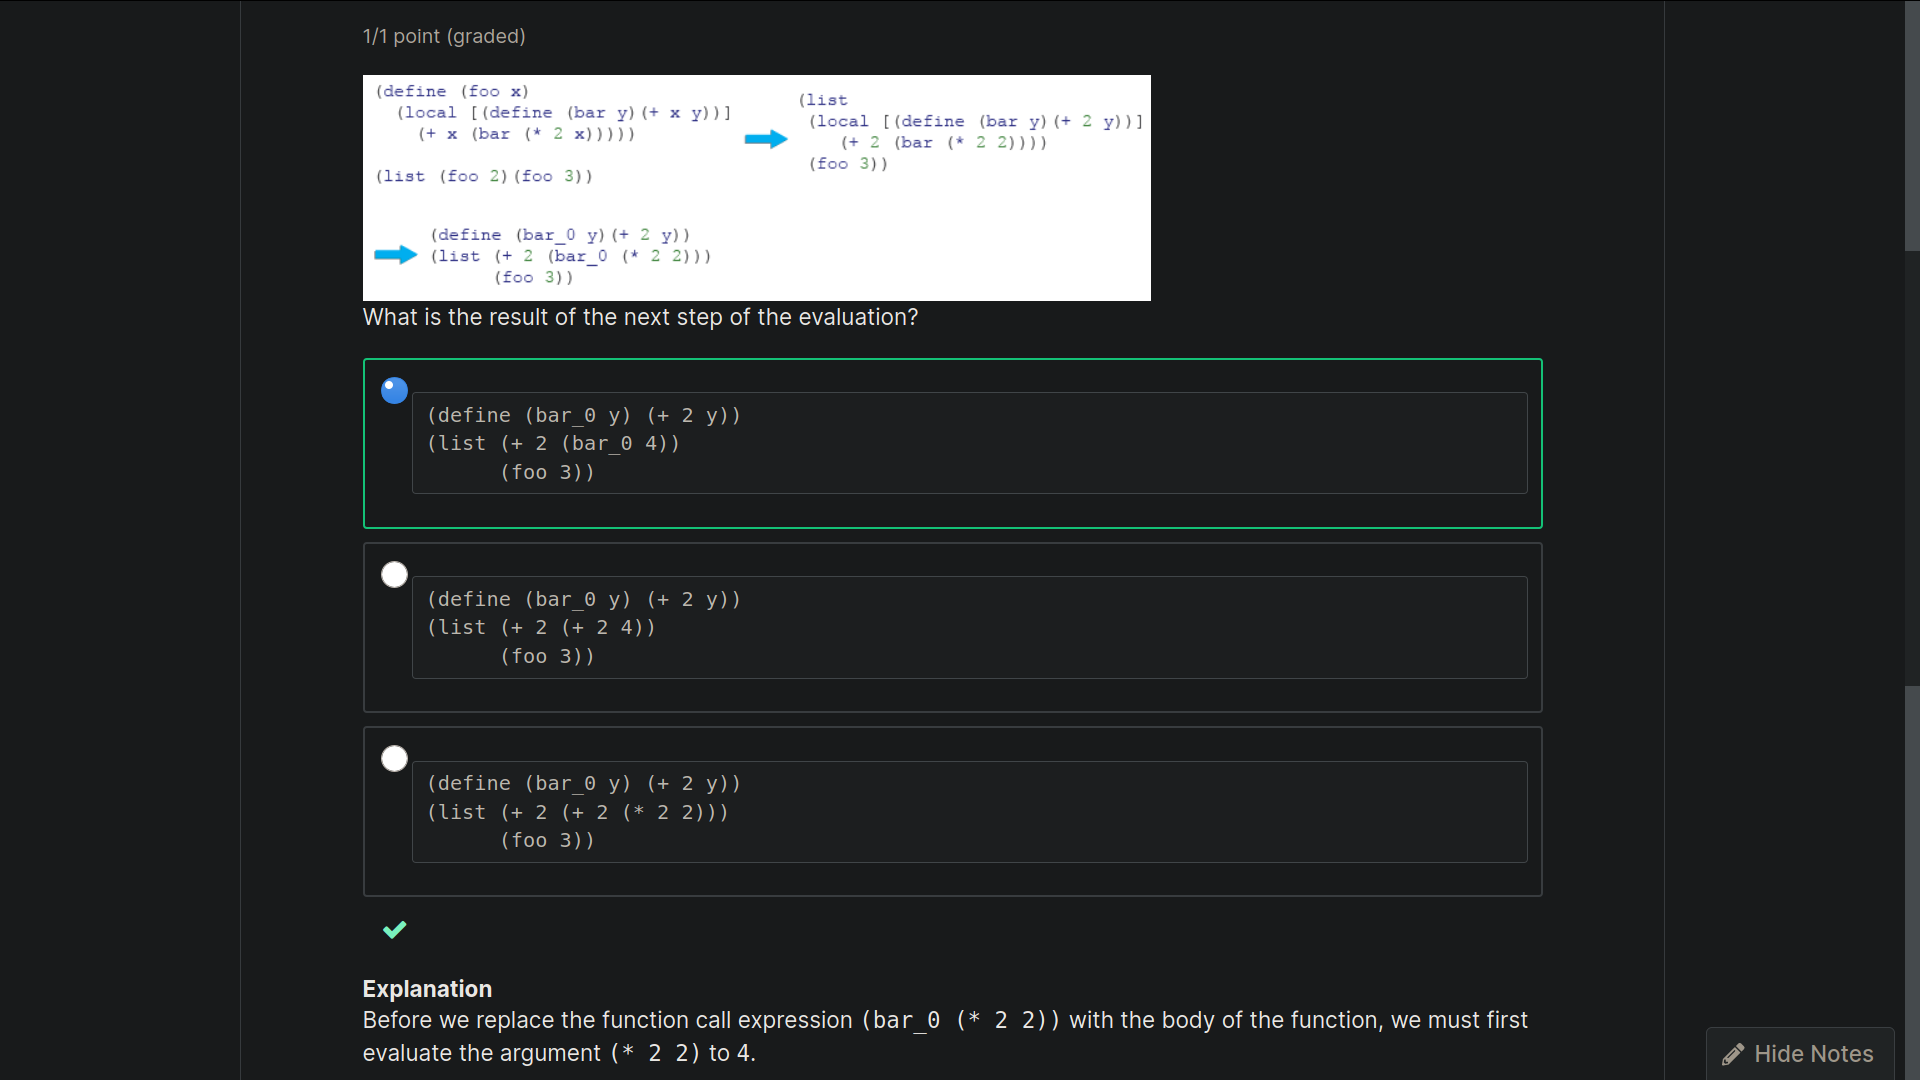 1/1 point (graded)
(define (foo x)
(local [(define (bar y)(+ x y))]
(+ x (bar (* 2 x)))))
(list (foo 2)(foo 3))
(list
(local [(define (bar y)(+ 2 y))]
(+ 2 (bar (* 2 2))))
(foo 3))
(define (bar_0 y)(+ 2 y))
(list (+ 2 (bar_0 (* 2 2)))
(foo 3))
What is the result of the next step of the evaluation?
(define (bar_0 y) (+ 2 y))
(list (+ 2 (bar_0 4))
(foo 3))
(define (bar_0 y) (+ 2 y))
(list (+ 2 (+ 2 4))
(foo 3))
(define (bar_0 y) (+ 2 y))
(list (+ 2 (+ 2 (* 2 2)))
(foo 3))
Explanation
Before we replace the function call expression (bar_0 (* 2 2)) with the body of the function, we must first
evaluate the argument (* 2 2) to 4.
Hide Notes